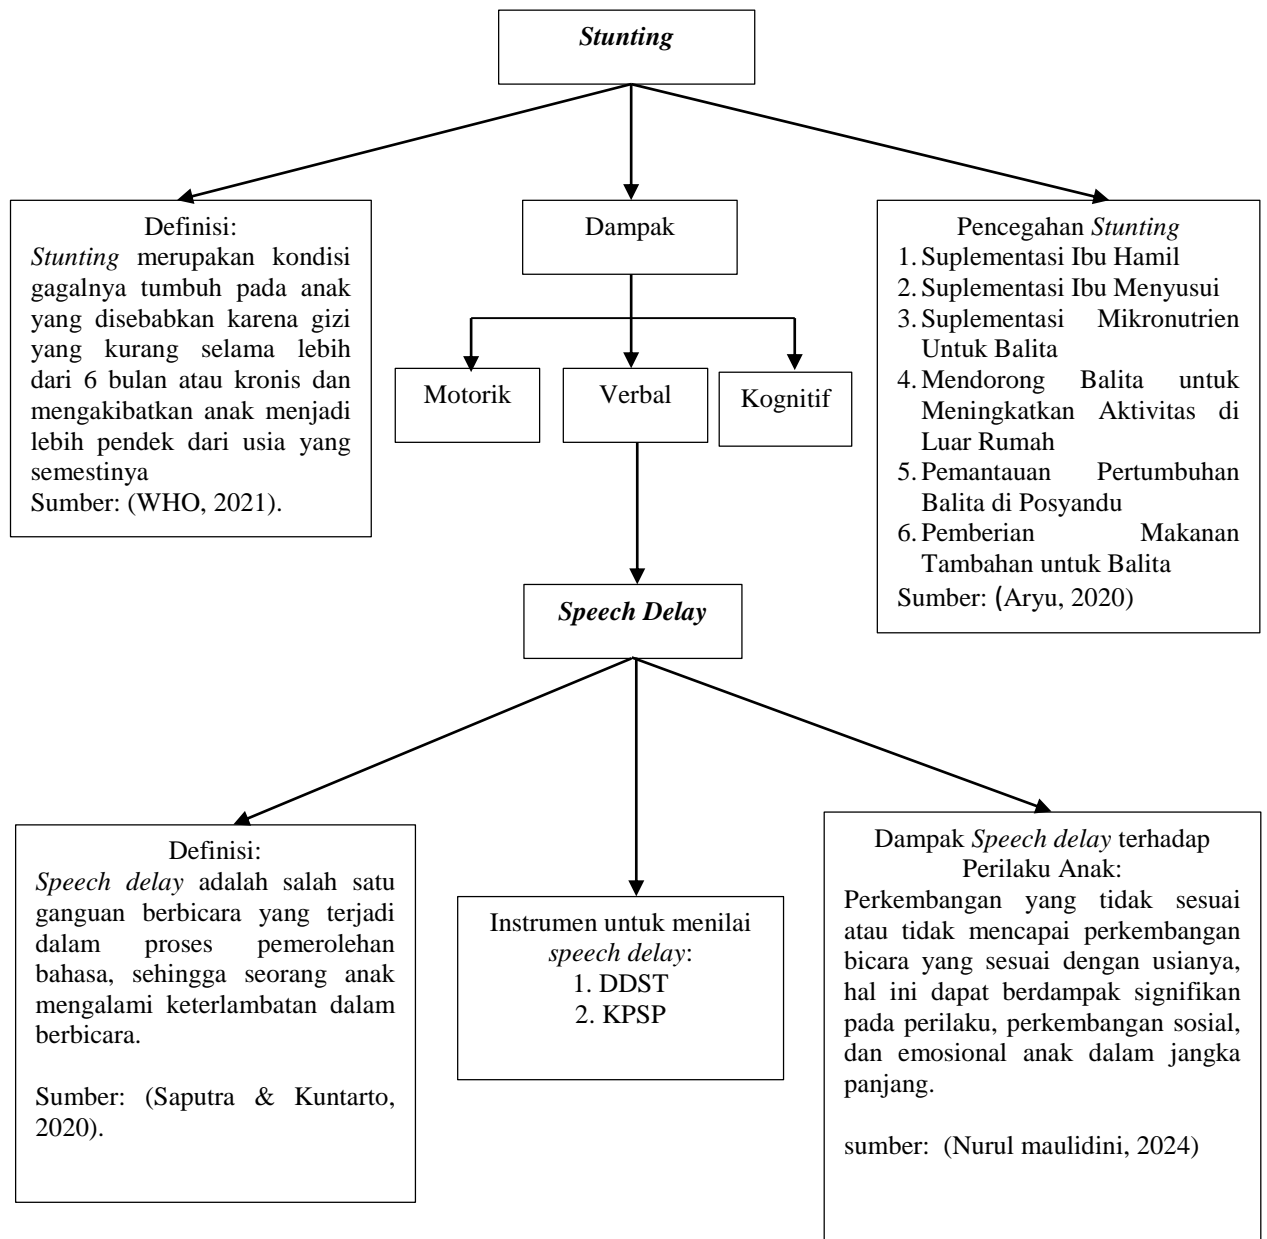 Stunting
Definisi:
Stunting merupakan kondisi
gagalnya tumbuh pada anak
yang disebabkan karena gizi
yang kurang selama lebih
dari 6 bulan atau kronis dan
mengakibatkan anak menjadi
lebih pendek dari usia yang
semestinya
Sumber: (WHO, 2021).
Dampak
Motorik
Verbal
Kognitif
Pencegahan Stunting
1. Suplementasi Ibu Hamil
2. Suplementasi Ibu Menyusui
3. Suplementasi Mikronutrien
Untuk Balita
4. Mendorong Balita untuk
Meningkatkan Aktivitas di
Luar Rumah
5. Pemantauan Pertumbuhan
Balita di Posyandu
6. Pemberian Makanan
Tambahan untuk Balita
Sumber: (Aryu, 2020)
Speech Delay
Definisi:
Speech delay adalah salah satu
ganguan berbicara yang terjadi
dalam proses pemerolehan
bahasa, sehingga seorang anak
mengalami keterlambatan dalam
berbicara.
Sumber: (Saputra & Kuntarto,
2020).
Instrumen untuk menilai
speech delay:
1. DDST
2. KPSP
Dampak Speech delay terhadap
Perilaku Anak:
Perkembangan yang tidak sesuai
atau tidak mencapai perkembangan
bicara yang sesuai dengan usianya,
hal ini dapat berdampak signifikan
pada perilaku, perkembangan sosial,
dan emosional anak dalam jangka
panjang.
sumber: (Nurul maulidini, 2024)